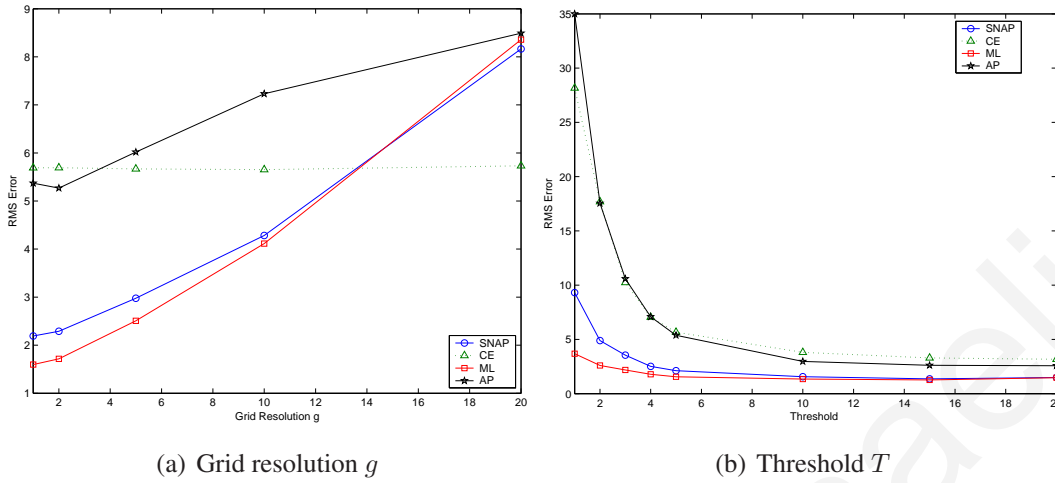 9
8
7
6
5
4
3
2
1
2 4 6 8 10 12 14 16 18 20
RMS Error
Grid Resolution g
SNAP
CE
ML
AP
(a) Grid resolution g
35
30
25
20
15
10
5
0
2 4 6 8 10 12 14 16 18
RMS Error
Threshold
SNAP
CE
ML
AP
(b) Threshold T